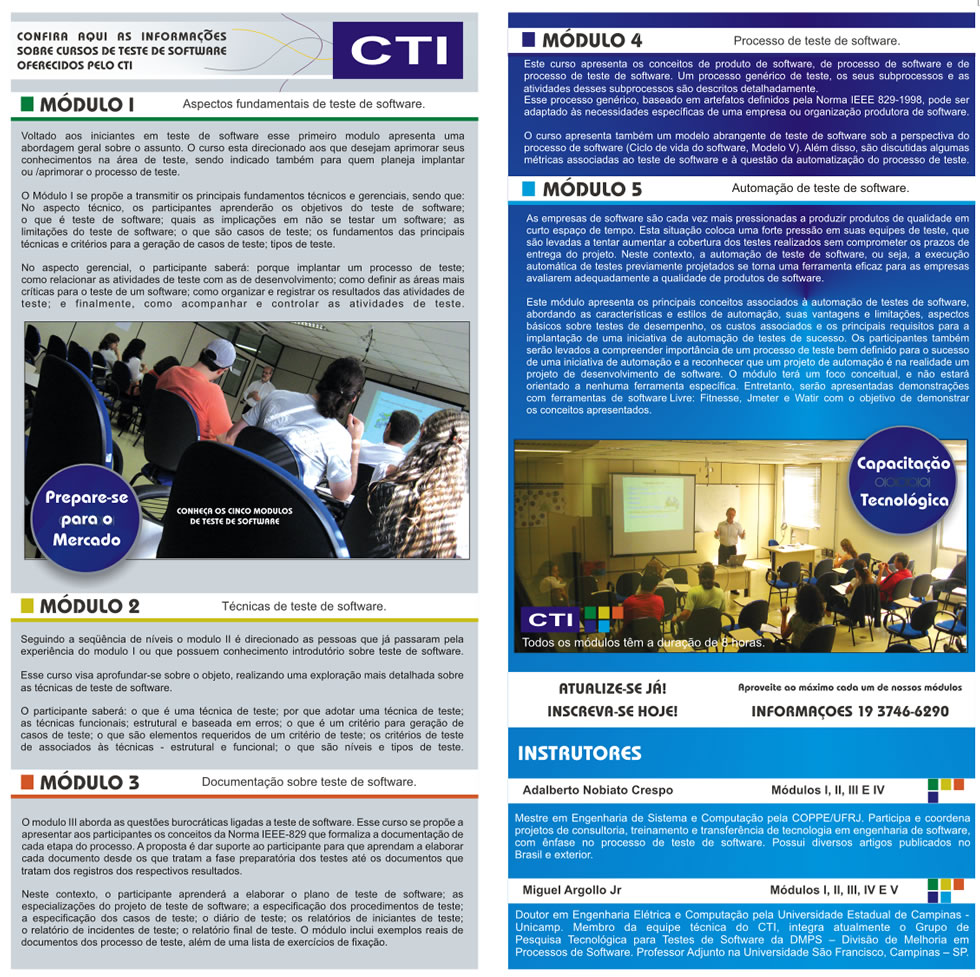 CONFIRA AQUI AS INFORMAÇÕES
SOBRE CURSOS DE TESTE DE SOFTWARE
OFERECIDOS PELO CTI
CTI
MÓDULO I
Aspectos fundamentais de teste de software.
Voltado aos iniciantes em teste de software esse primeiro modulo apresenta uma
abordagem geral sobre o assunto. O curso esta direcionado aos que desejam aprimorar seus
conhecimentos na área de teste, sendo indicado também para quem planeja implantar
ou /aprimorar o processo de teste.
O Módulo I se propõe a transmitir os principais fundamentos técnicos e gerenciais, sendo que:
No aspecto técnico, os participantes aprenderão os objetivos do teste de software;
o que é teste de software; quais as implicações em não se testar um software; as
limitações do teste de software; o que são casos de teste; os fundamentos das principais
técnicas e critérios para a geração de casos de teste; tipos de teste.
No aspecto gerencial, o participante saberá: porque implantar um processo de teste;
como relacionar as atividades de teste com as de desenvolvimento; como definir as áreas mais
críticas para o teste de um software; como organizar e registrar os resultados das atividades de
teste; e finalmente, como acompanhar e controlar as atividades de teste.
Prepare-se
para o
Mercado
CONHEÇA OS CINCO MODULOS
DE TESTE DE SOFTWARE
MÓDULO 2
Técnicas de teste de software.
Seguindo a seqüência de níveis o modulo II é direcionado as pessoas que já passaram pela
experiência do modulo I ou que possuem conhecimento introdutório sobre teste de software.
Esse curso visa aprofundar-se sobre o objeto, realizando uma exploração mais detalhada sobre
as técnicas de teste de software.
O participante saberá: o que é uma técnica de teste; por que adotar uma técnica de teste;
as técnicas funcionais; estrutural e baseada em erros; o que é um critério para geração de
casos de teste; o que são elementos requeridos de um critério de teste; os critérios de teste
de associados às técnicas - estrutural e funcional; o que são níveis e tipos de teste.
MÓDULO 3
Documentação sobre teste de software.
O modulo III aborda as questões burocráticas ligadas a teste de software. Esse curso se propõe a
apresentar aos participantes os conceitos da Norma IEEE-829 que formaliza a documentação de
cada etapa do processo. A proposta é dar suporte ao participante para que aprendam a elaborar
cada documento desde os que tratam a fase preparatória dos testes até os documentos que
tratam dos registros dos respectivos resultados.
Neste contexto, o participante aprenderá a elaborar o plano de teste de software; as
especializações do projeto de teste de software; a especificação dos procedimentos de teste;
a especificação dos casos de teste; o diário de teste; os relatórios de iniciantes de teste;
o relatório de incidentes de teste; o relatório final de teste. O módulo inclui exemplos reais de
documentos dos processo de teste, além de uma lista de exercícios de fixação.
MÓDULO 4
Processo de teste de software.
Este curso apresenta os conceitos de produto de software, de processo de software e de
processo de teste de software. Um processo genérico de teste, os seus subprocessos e as
atividades desses subprocessos são descritos detalhadamente.
Esse processo genérico, baseado em artefatos definidos pela Norma IEEE 829-1998, pode ser
adaptado às necessidades específicas de uma empresa ou organização produtora de software.
O curso apresenta também um modelo abrangente de teste de software sob a perspectiva do
processo de software (Ciclo de vida do software, Modelo V). Além disso, são discutidas algumas
métricas associadas ao teste de software e à questão da automatização do processo de teste.
MÓDULO 5
Automação de teste de software.
As empresas de software são cada vez mais pressionadas a produzir produtos de qualidade em
curto espaço de tempo. Esta situação coloca uma forte pressão em suas equipes de teste, que
são levadas a tentar aumentar a cobertura dos testes realizados sem comprometer os prazos de
entrega do projeto. Neste contexto, a automação de teste de software, ou seja, a execução
automática de testes previamente projetados se torna uma ferramenta eficaz para as empresas
avaliarem adequadamente a qualidade de produtos de software.
Este módulo apresenta os principais conceitos associados à automação de testes de software,
abordando as características e estilos de automação, suas vantagens e limitações, aspectos
básicos sobre testes de desempenho, os custos associados e os principais requisitos para a
implantação de uma iniciativa de automação de testes de sucesso. Os participantes também
serão levados a compreender importância de um processo de teste bem definido para o sucesso
de uma iniciativa de automação e a reconhecer que um projeto de automação é na realidade um
projeto de desenvolvimento de software. O módulo terá um foco conceitual, e não estará
orientado a nenhuma ferramenta específica. Entretanto, serão apresentadas demonstrações
com ferramentas de software Livre: Fitnesse, Jmeter e Watir com o objetivo de demonstrar
os conceitos apresentados.
Capacitação
Tecnológica
CTI
Todos os módulos têm a duração de 8 horas.
ATUALIZE-SE JÁ!
Aproveite ao máximo cada um de nossos módulos
INSCREVA-SE HOJE!
INFORMAÇOES 19 3746-6290
INSTRUTORES
Adalberto Nobiato Crespo
Módulos I, II, III E IV
Mestre em Engenharia de Sistema e Computação pela COPPE/UFRJ. Participa e coordena
projetos de consultoria, treinamento e transferência de tecnologia em engenharia de software,
com ênfase no processo de teste de software. Possui diversos artigos publicados no
Brasil e exterior.
Miguel Argollo Jr
Módulos I, II, III, IV E V
Doutor em Engenharia Elétrica e Computação pela Universidade Estadual de Campinas -
Unicamp. Membro da equipe técnica do CTI, integra atualmente o Grupo de
Pesquisa Tecnológica para Testes de Software da DMPS – Divisão de Melhoria em
Processos de Software. Professor Adjunto na Universidade São Francisco, Campinas – SP.